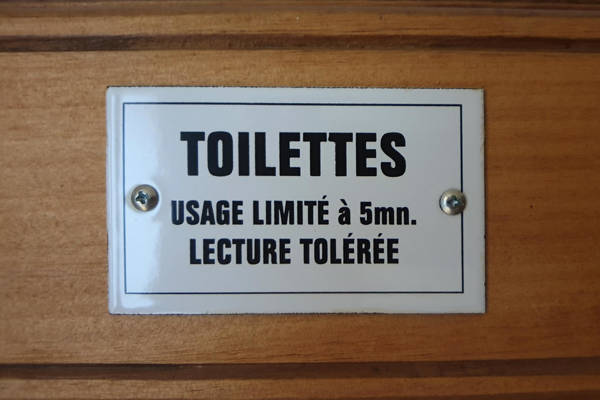 TOILETTES
USAGE LIMITÉ à 5mn.
LECTURE TOLÉRÉE